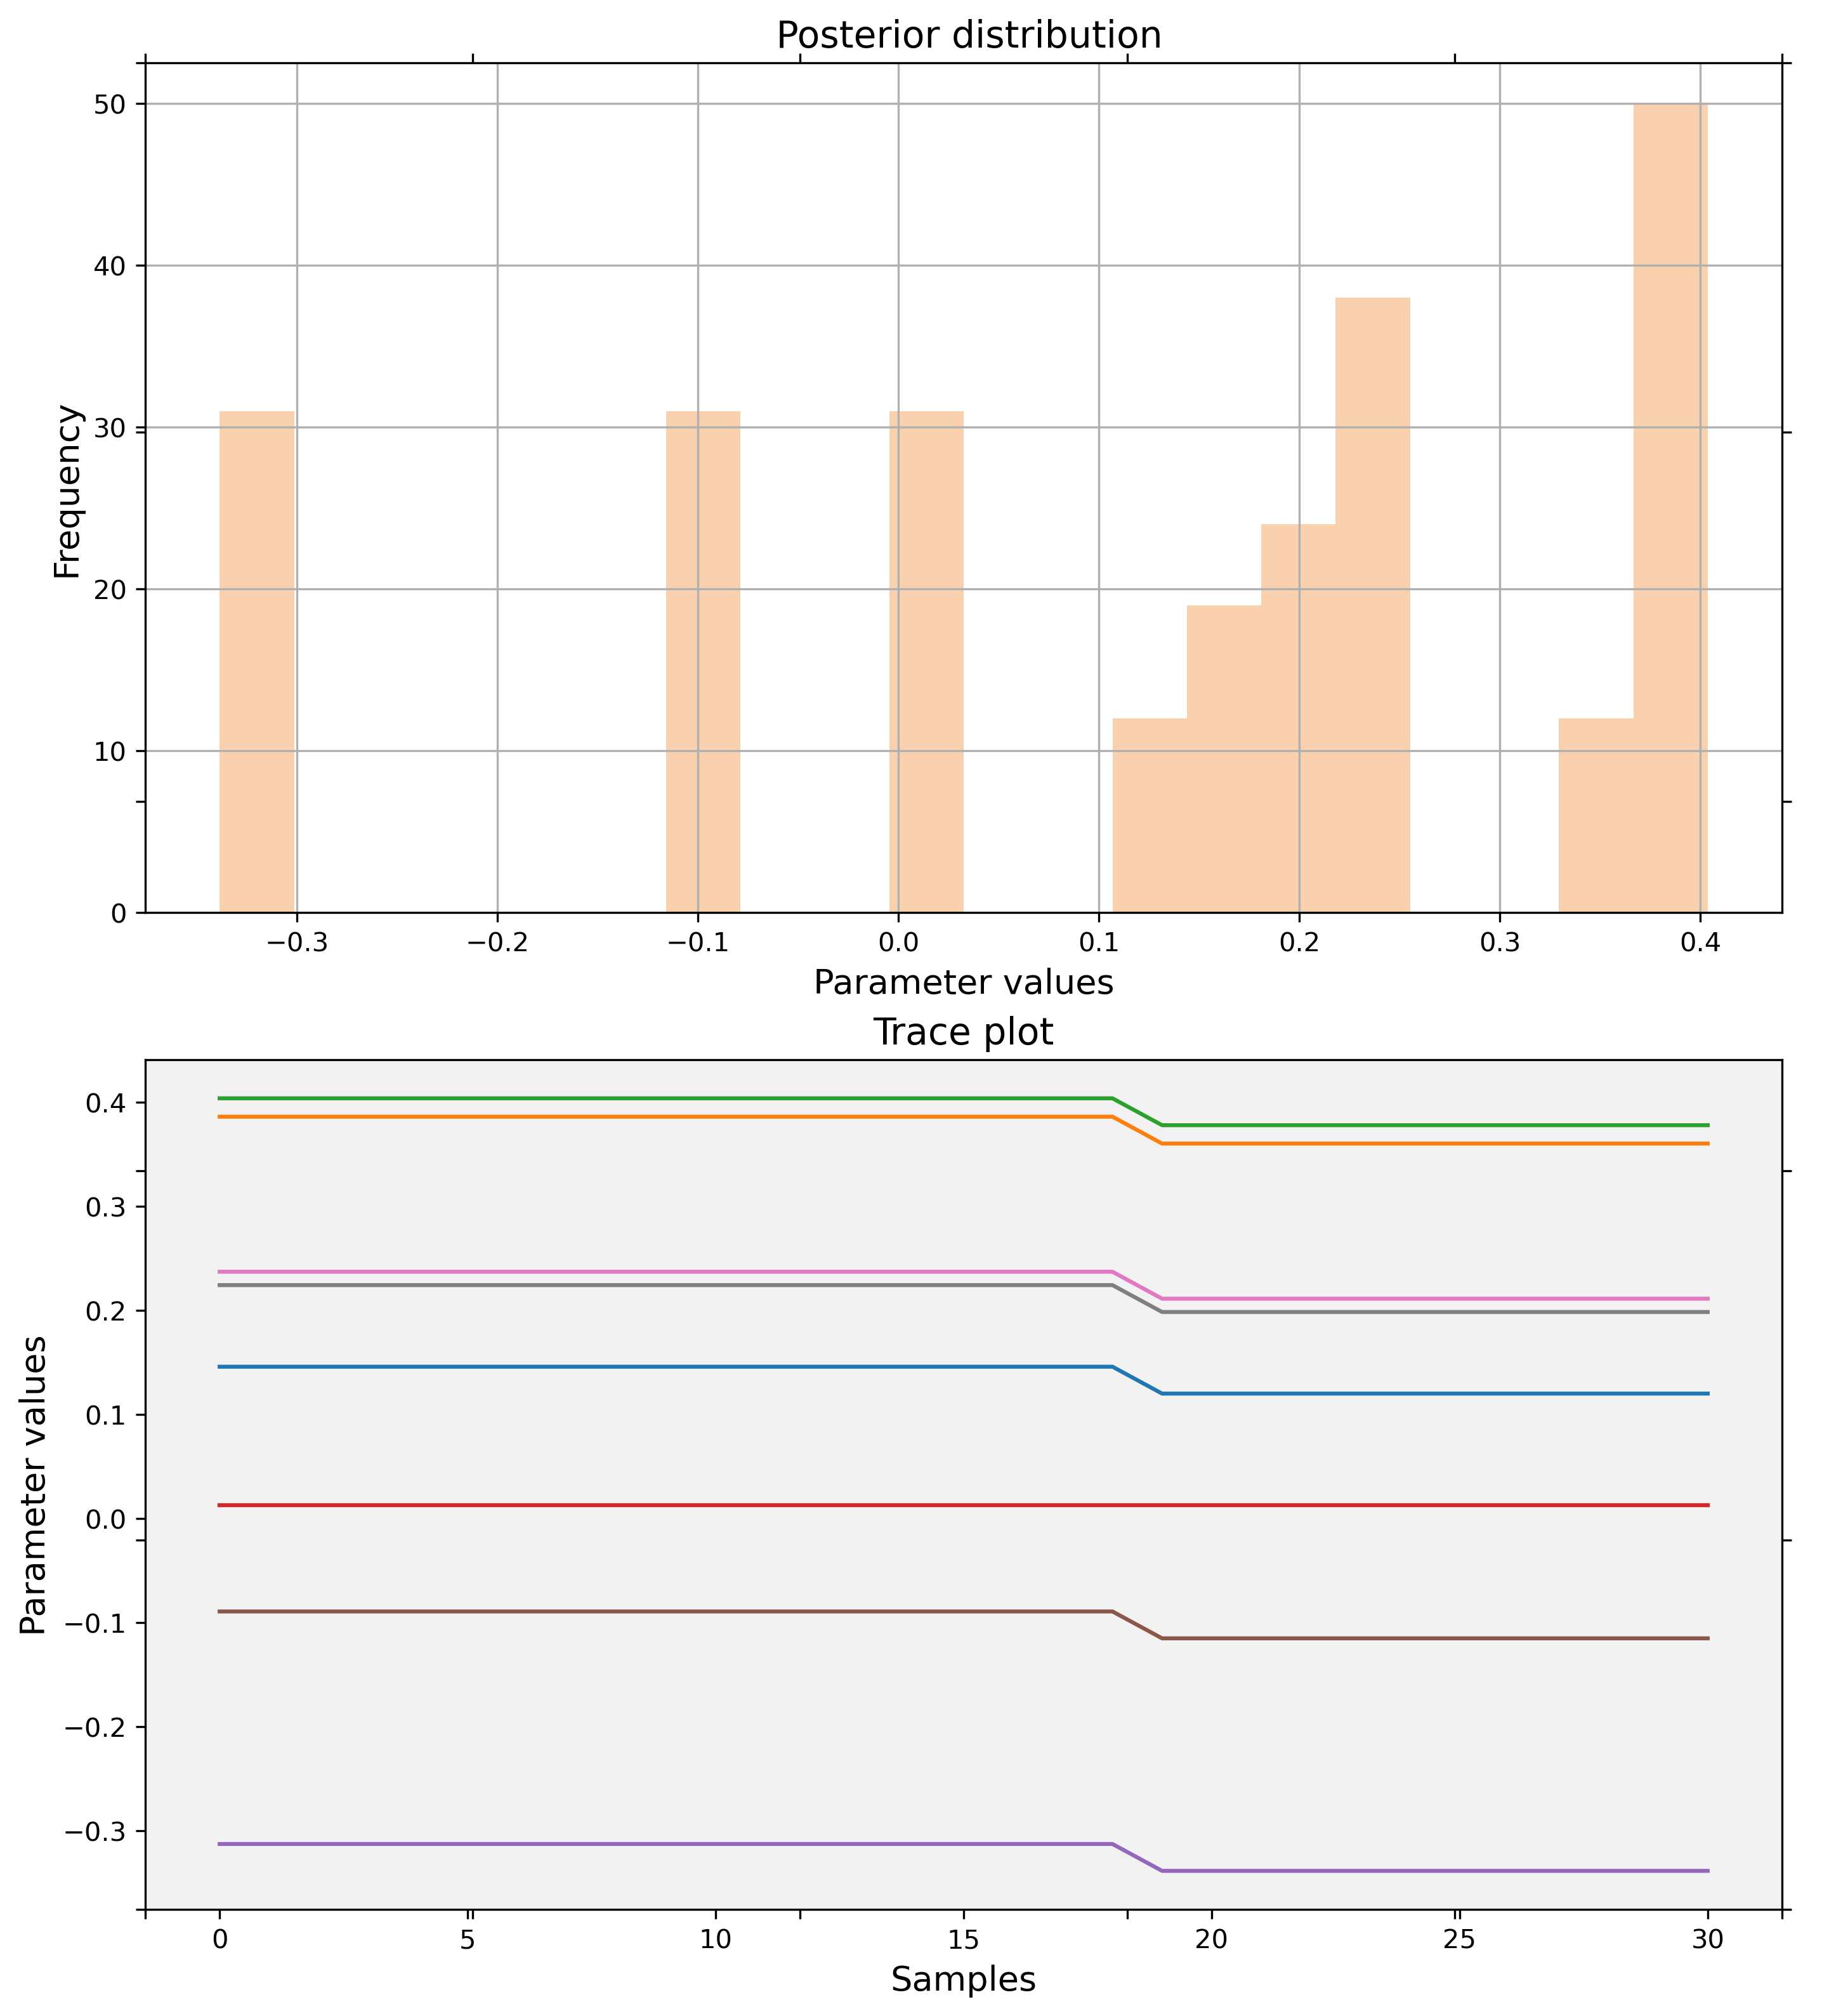 Posterior distribution
50
40
30
20
10
0
Frequency
−0.3 −0.2 −0.1 0.0 0.1 0.2 0.3 0.4
Parameter values
Trace plot
0.4
0.3
0.2
0.1
0.0
−0.1
−0.2
−0.3
Parameter values
0 5 10 15 20 25 30
Samples